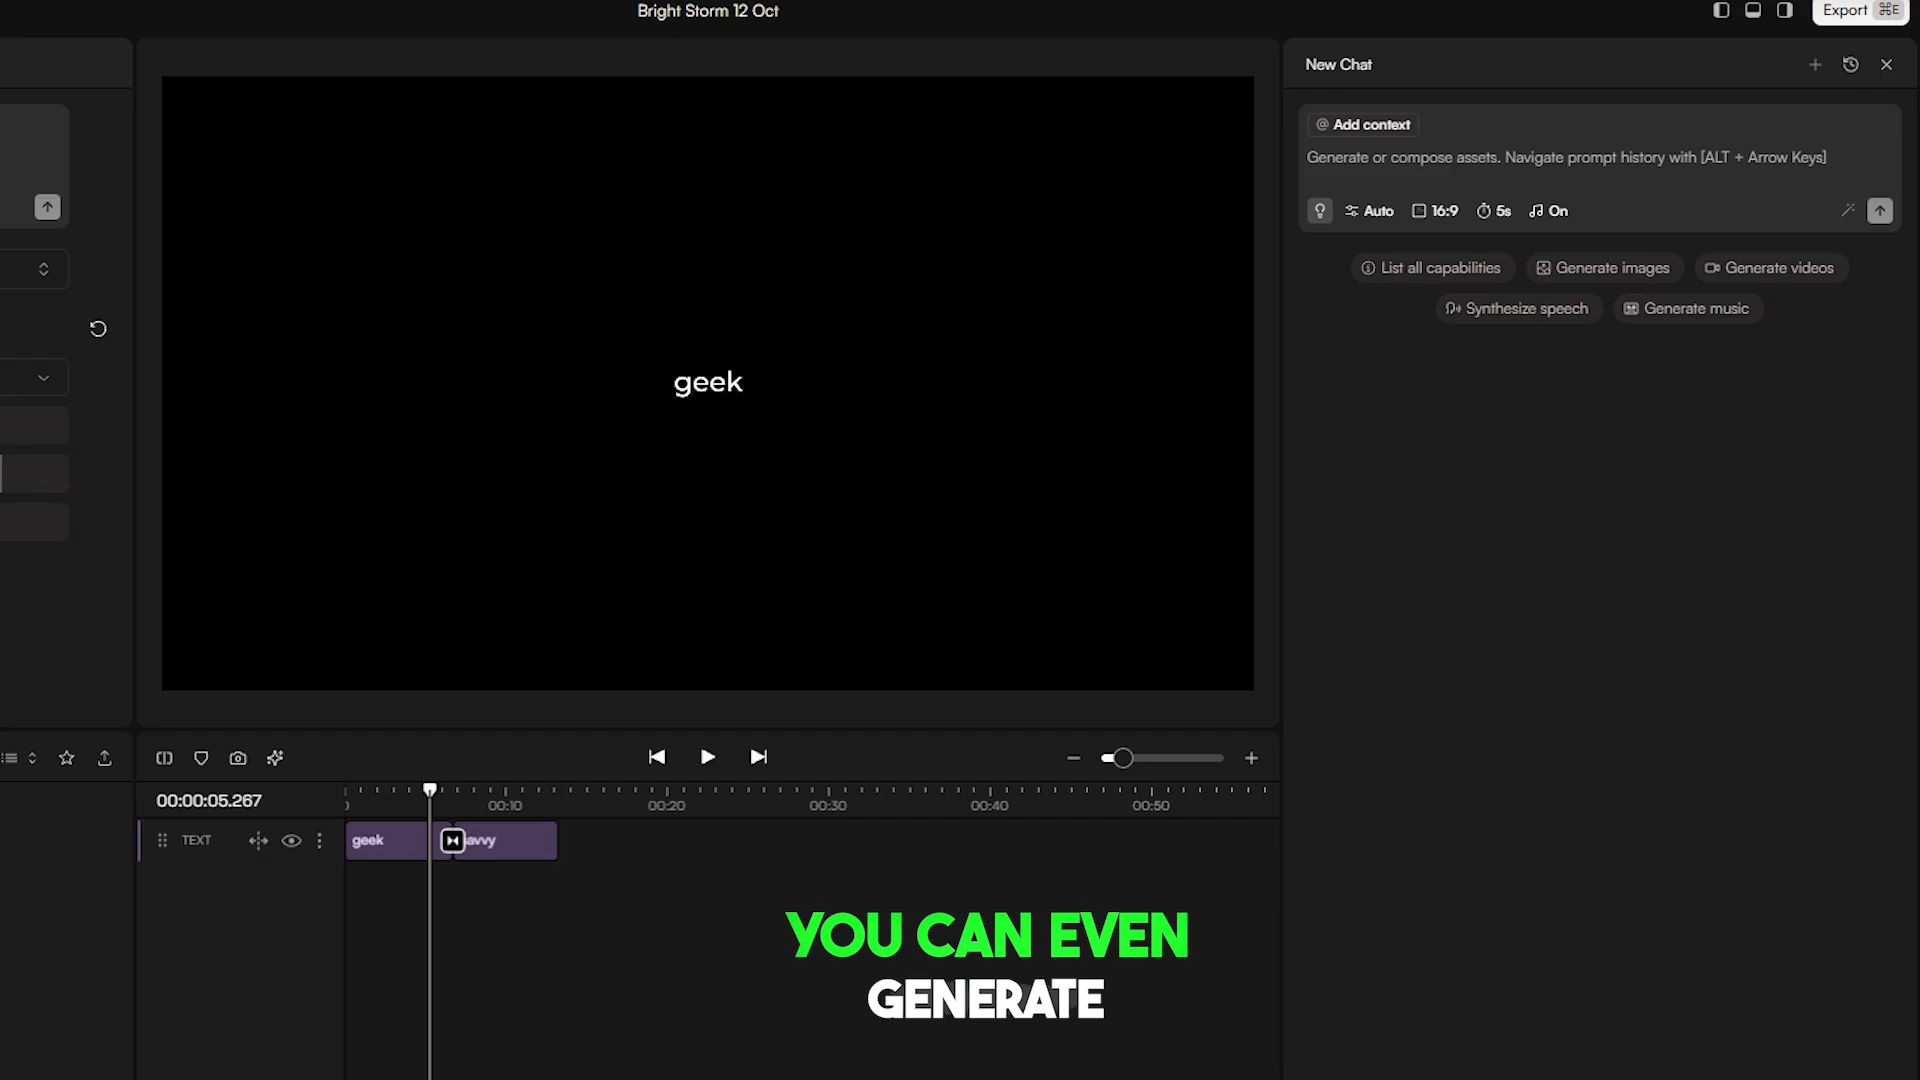 Bright Storm 12 Oct
Export ⌘E
New Chat
@ Add context
Generate or compose assets. Navigate prompt history with [ALT + Arrow Keys]
Auto 16:9 5s On
List all capabilities Generate images Generate videos
Synthesize speech Generate music
geek
00:00:05.267
00:10 00:20 00:30 00:40 00:50
TEXT geek avvy
YOU CAN EVEN
GENERATE